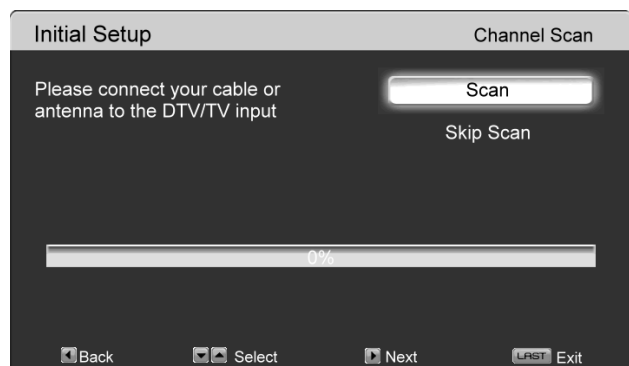 Initial Setup Channel Scan
Please connect your cable or
antenna to the DTV/TV input
Scan
Skip Scan
0%
Back Select Next LAST Exit